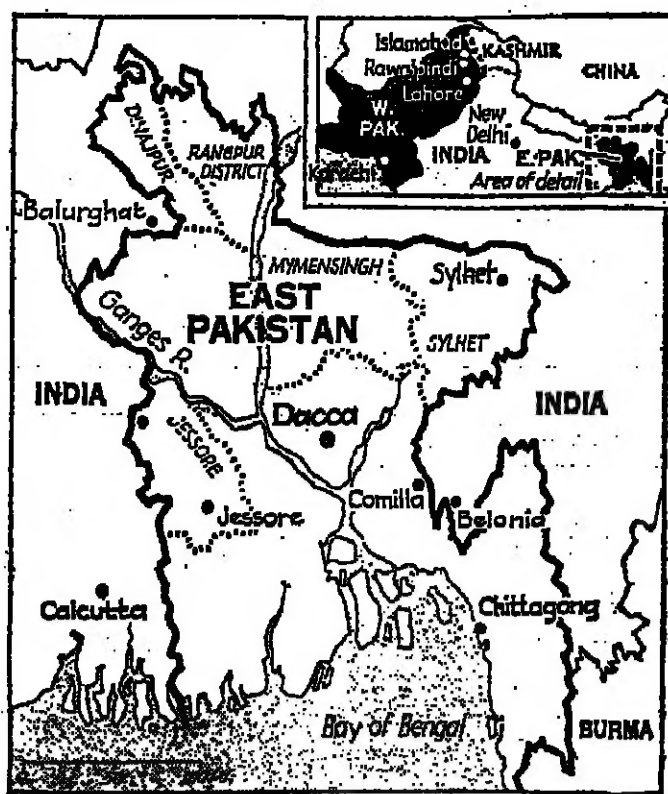 Islamabad
Rawalpindi
KASHMIR
Lahore
CHINA
W.
PAK.
New
Delhi
INDIA
E. PAK.
Karachi
Area of detail
DINAJPUR
RANGPUR
DISTRICT
Balurghat
MYMENSINGH
Sylhet
EAST
PAKISTAN
Ganges R.
SYLHET
INDIA
INDIA
Dacca
JESSORE
Jessore
Comilla
Belonia
Calcutta
Chittagong
Bay of Bengal
BURMA